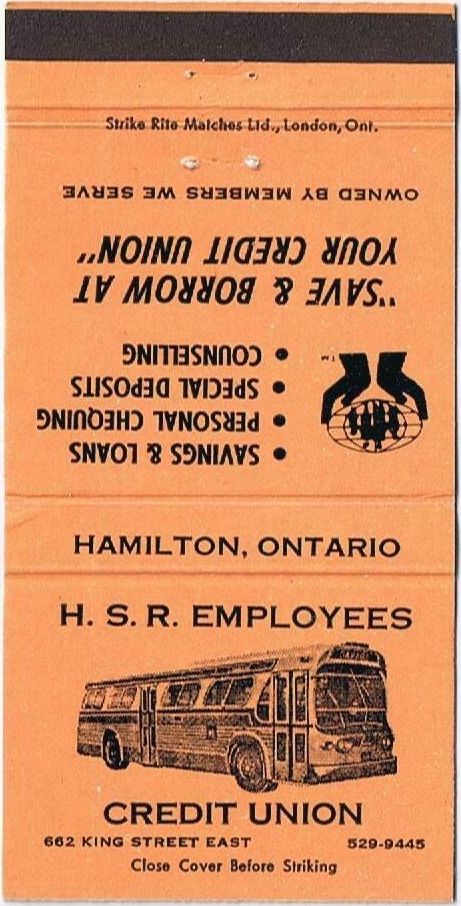 Strike Rite Matches Ltd., London, Ont.
HAMILTON, ONTARIO
H. S. R. EMPLOYEES
CREDIT UNION
662 KING STREET EAST 529-9445
Close Cover Before Striking
• SAVINGS & LOANS
• PERSONAL CHEQUING
• SPECIAL DEPOSITS
• COUNSELLING
TM
"SAVE & BORROW AT
YOUR CREDIT UNION"
OWNED BY MEMBERS WE SERVE